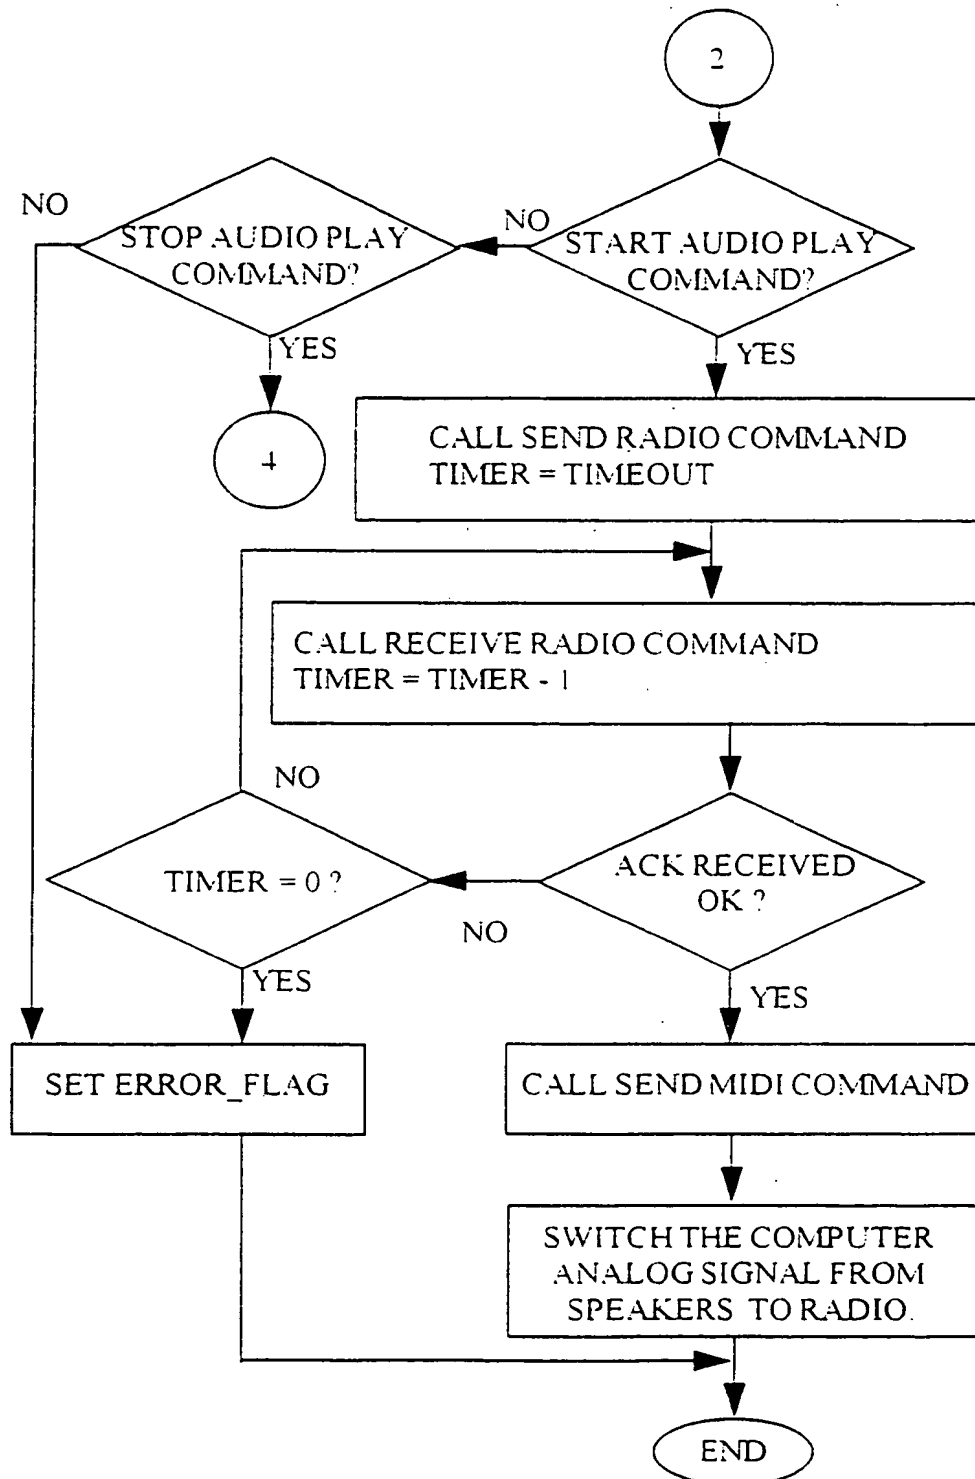 2
NO
STOP AUDIO PLAY
COMMAND?
NO
START AUDIO PLAY
COMMAND?
YES
YES
4
CALL SEND RADIO COMMAND
TIMER = TIMEOUT
CALL RECEIVE RADIO COMMAND
TIMER = TIMER - 1
NO
TIMER = 0 ?
ACK RECEIVED
OK ?
NO
YES
YES
SET ERROR_FLAG
CALL SEND MIDI COMMAND
SWITCH THE COMPUTER
ANALOG SIGNAL FROM
SPEAKERS TO RADIO.
END